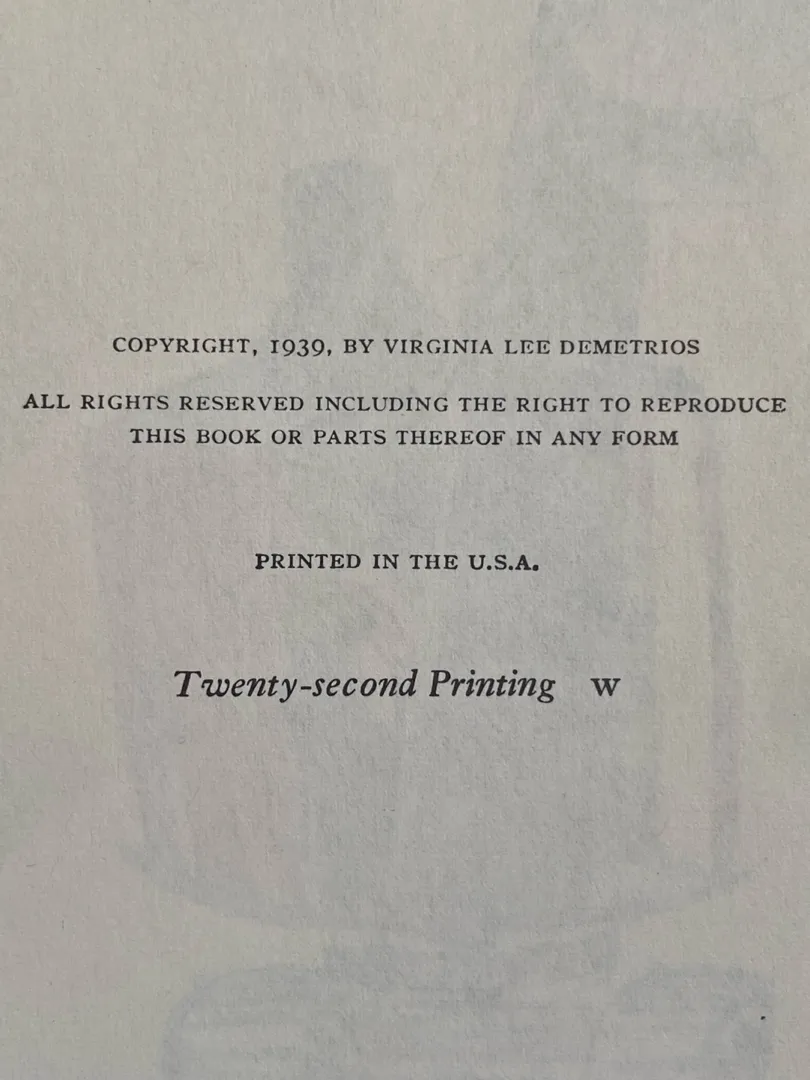 COPYRIGHT, 1939, BY VIRGINIA LEE DEMETRIOS
ALL RIGHTS RESERVED INCLUDING THE RIGHT TO REPRODUCE
THIS BOOK OR PARTS THEREOF IN ANY FORM
PRINTED IN THE U.S.A.
Twenty-second Printing W